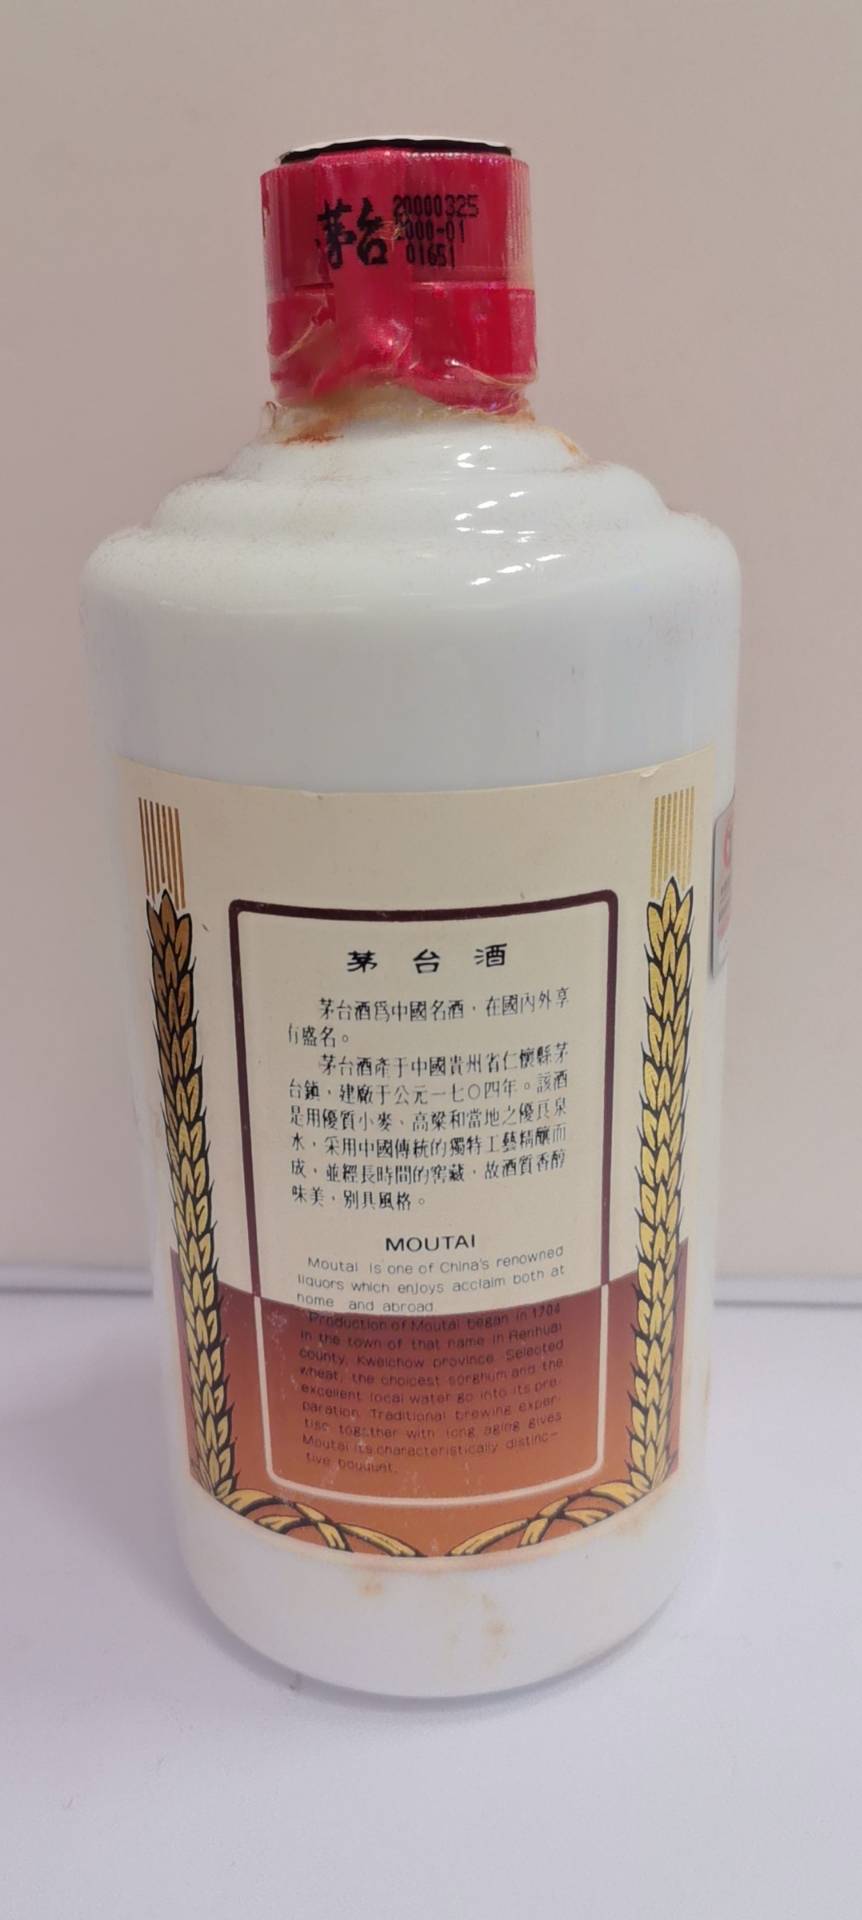 茅台
20000325
2000-01
01651
茅台酒
茅台酒爲中國名酒，在國內外享
有盛名。
茅台酒產于中國貴州省仁懷縣茅
台鎮，建廠于公元一七〇四年。該酒
是用優質小麥、高粱和當地之優良泉
水，采用中國傳統的獨特工藝精釀而
成，並經長時間的窖藏，故酒質香醇
味美，別具風格。
MOUTAI
Moutai is one of China's renowned
liquors which enjoys acclaim both at
home and abroad.
Production of Moutai began in 1704
in the town of that name in Renhuai
county, Kweichow province. Selected
wheat, the choicest sorghum and the
excellent local water go into its pre-
paration. Traditional brewing exper-
tise together with long aging gives
Moutai its characteristically distinc-
tive bouquet.